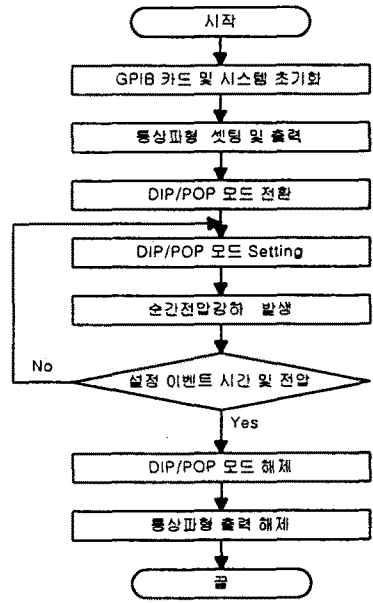 시작
GPIB 카드 및 시스템 초기화
통상파형 셋팅 및 출력
DIP/POP 모드 전환
DIP/POP 모드 Setting
순간전압강하 발생
No
설정 이벤트 시간 및 전압
Yes
DIP/POP 모드 해제
통상파형 출력 해제
끝